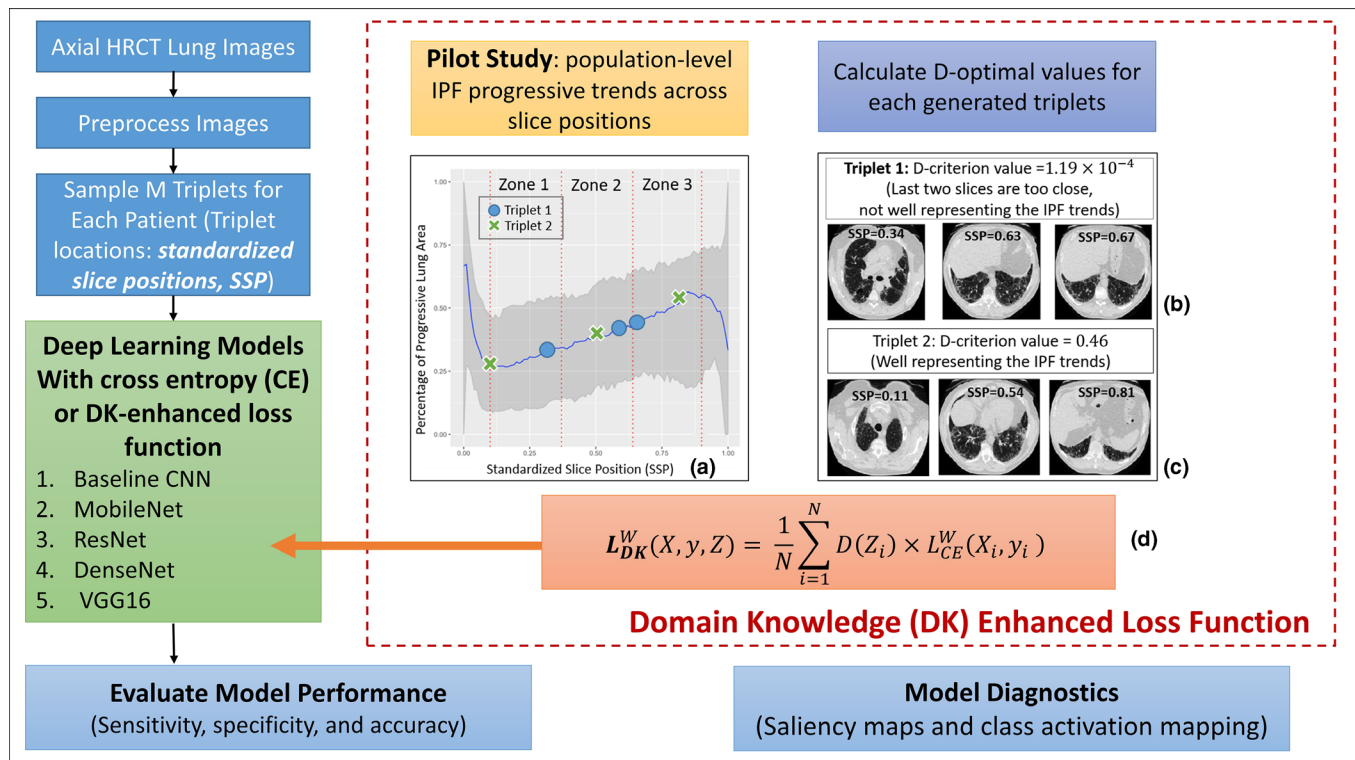 Axial HRCT Lung Images
Preprocess Images
Sample M Triplets for
Each Patient (Triplet
locations: standardized
slice positions, SSP)
Deep Learning Models
With cross entropy (CE)
or DK-enhanced loss
function
1. Baseline CNN
2. MobileNet
3. ResNet
4. DenseNet
5. VGG16
Evaluate Model Performance
(Sensitivity, specificity, and accuracy)
Pilot Study: population-level
IPF progressive trends across
slice positions
Zone 1 Zone 2 Zone 3
Triplet 1
Triplet 2
Percentage of Progressive Lung Area
1.00
0.75
0.50
0.25
0.00
0.00 0.25 0.50 0.75 1.00
Standardized Slice Position (SSP)
(a)
Calculate D-optimal values for
each generated triplets
Triplet 1: D-criterion value =1.19 × 10⁻⁴
(Last two slices are too close,
not well representing the IPF trends)
SSP=0.34 SSP=0.63 SSP=0.67
(b)
Triplet 2: D-criterion value = 0.46
(Well representing the IPF trends)
SSP=0.11 SSP=0.54 SSP=0.81
(c)
L_DK^W(X, y, Z) = 1/N ∑_{i=1}^{N} D(Z_i) × L_CE^W(X_i, y_i )
(d)
Domain Knowledge (DK) Enhanced Loss Function
Model Diagnostics
(Saliency maps and class activation mapping)